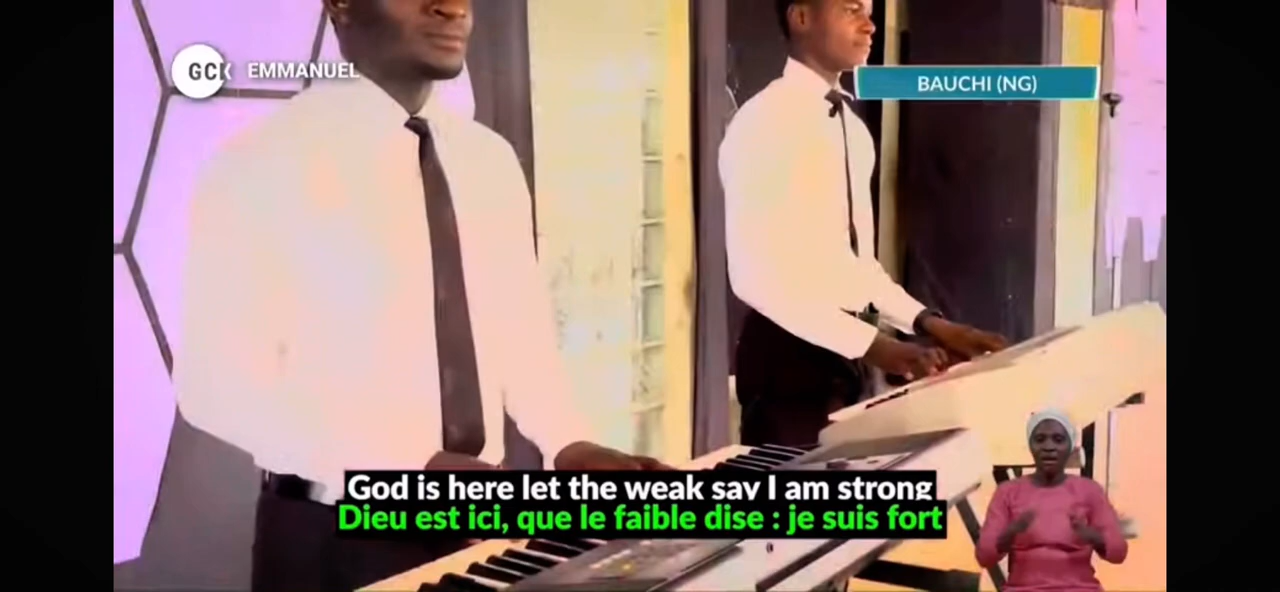 GCK EMMANUEL
BAUCHI (NG)
God is here let the weak say I am strong
Dieu est ici, que le faible dise : je suis fort